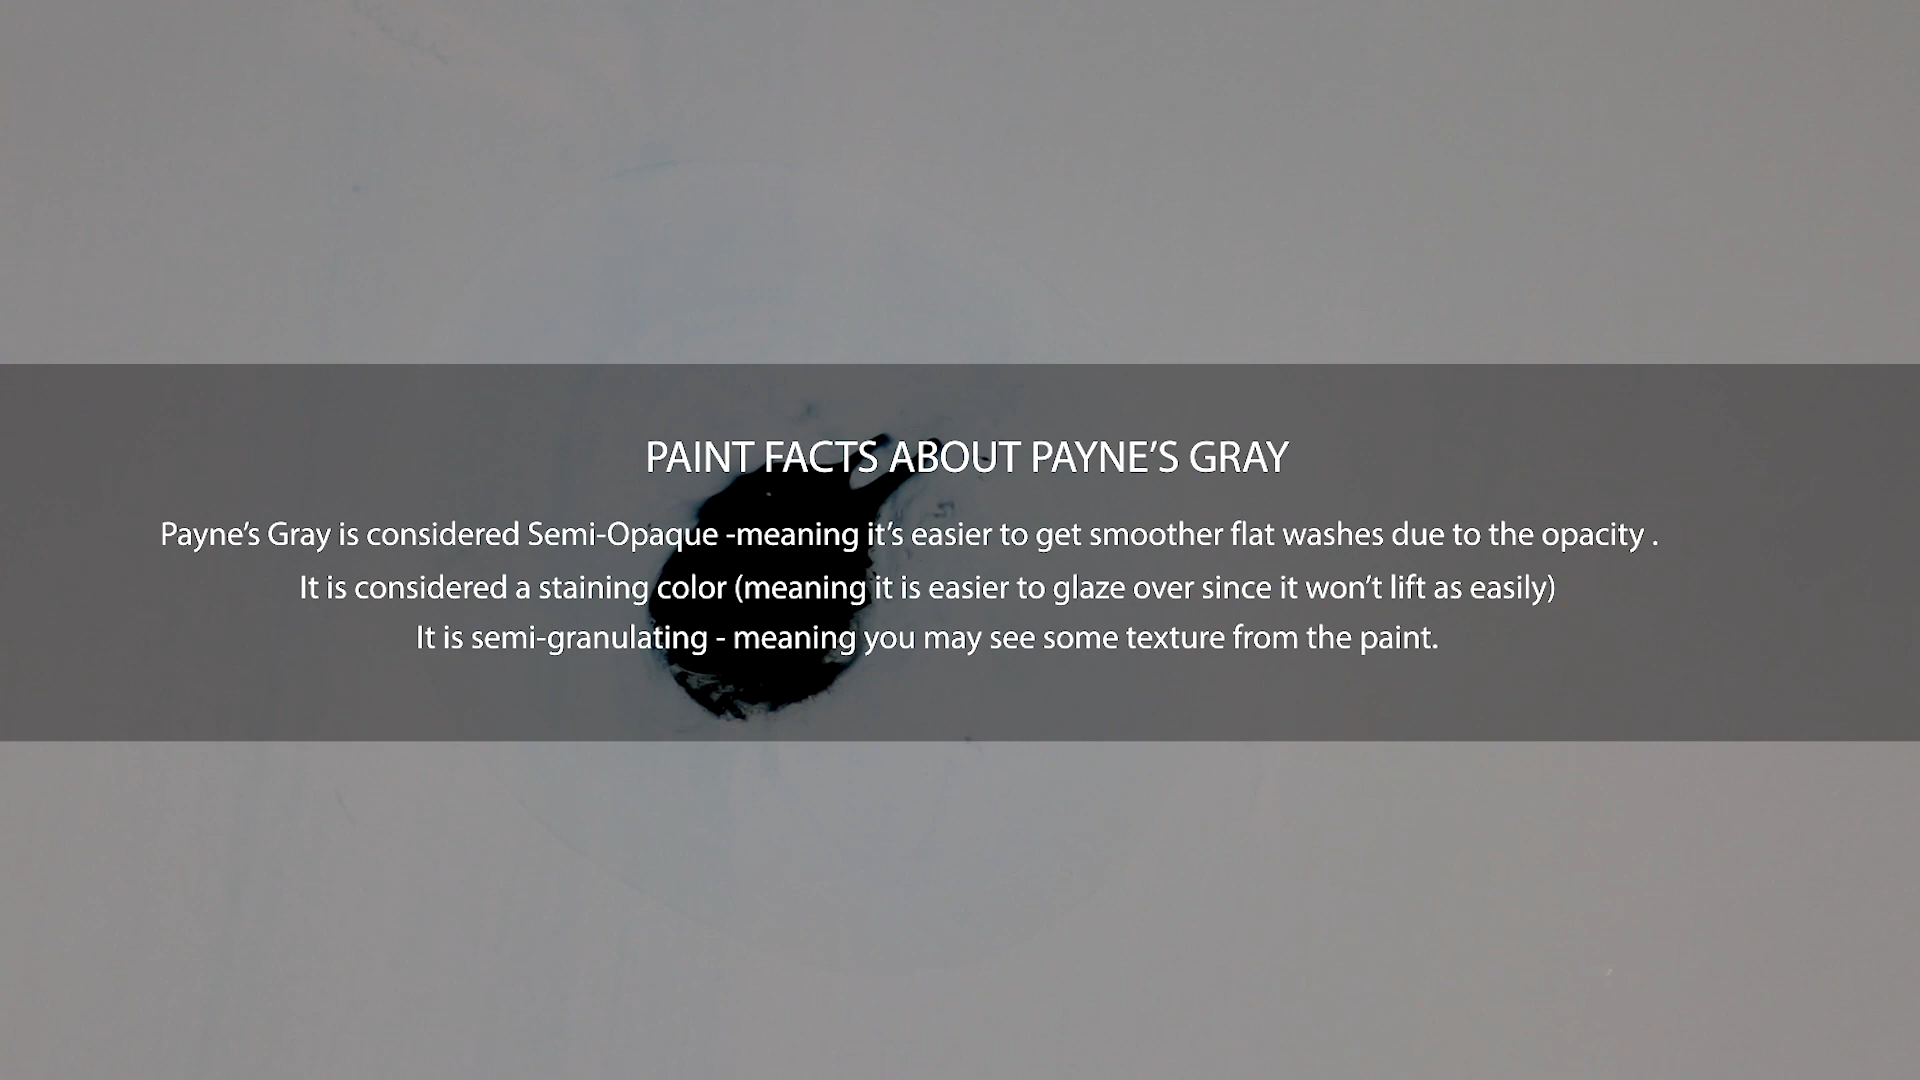 PAINT FACTS ABOUT PAYNE’S GRAY
Payne’s Gray is considered Semi-Opaque -meaning it’s easier to get smoother flat washes due to the opacity .
It is considered a staining color (meaning it is easier to glaze over since it won’t lift as easily)
It is semi-granulating - meaning you may see some texture from the paint.